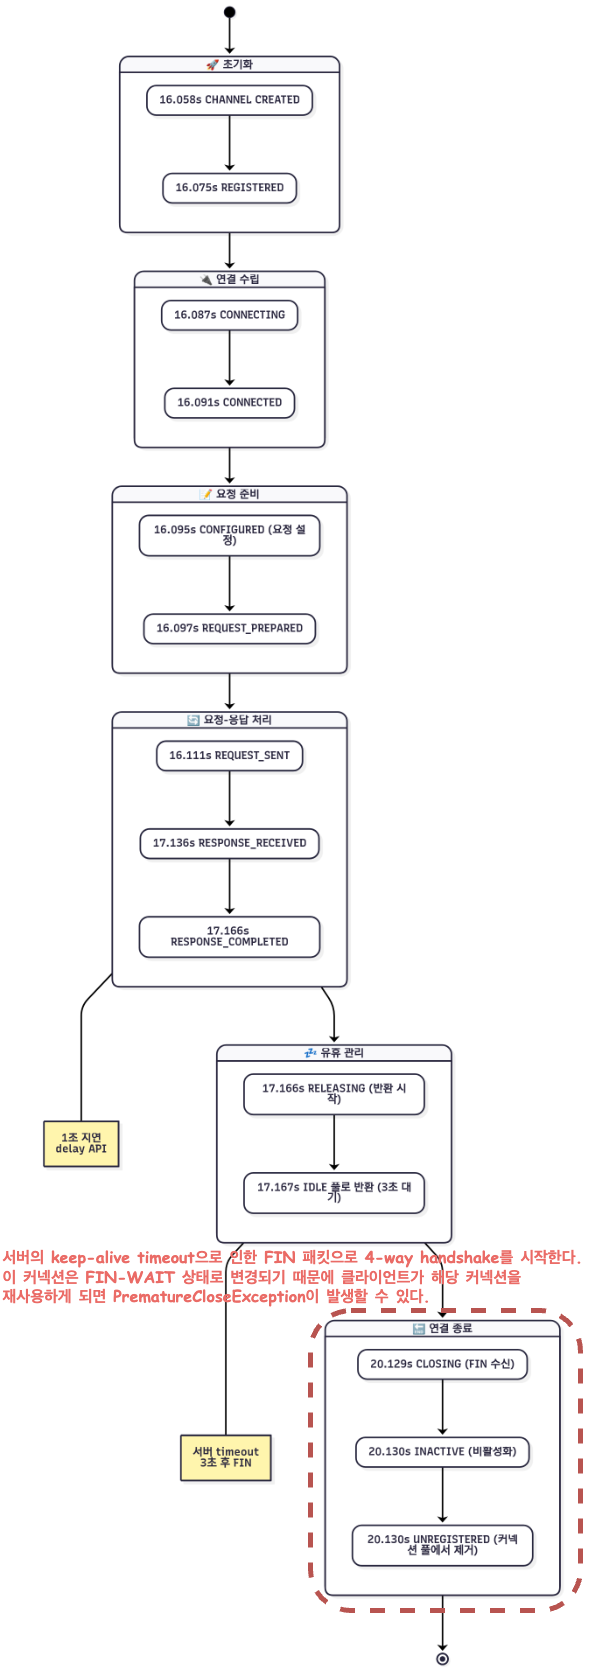 🚀 초기화
16.058s CHANNEL CREATED
16.075s REGISTERED
🔌 연결 수립
16.087s CONNECTING
16.091s CONNECTED
📝 요청 준비
16.095s CONFIGURED (요청 설
정)
16.097s REQUEST_PREPARED
🔄 요청-응답 처리
16.111s REQUEST_SENT
17.136s RESPONSE_RECEIVED
17.166s
RESPONSE_COMPLETED
💤 유휴 관리
17.166s RELEASING (반환 시
작)
1초 지연
delay API
17.167s IDLE 풀로 반환 (3초 대
기)
서버의 keep-alive timeout으로 인한 FIN 패킷으로 4-way handshake를 시작한다.
이 커넥션은 FIN-WAIT 상태로 변경되기 때문에 클라이언트가 해당 커넥션을
재사용하게 되면 PrematureCloseException이 발생할 수 있다.
🔚 연결 종료
20.129s CLOSING (FIN 수신)
서버 timeout
3초 후 FIN
20.130s INACTIVE (비활성화)
20.130s UNREGISTERED (커넥
션 풀에서 제거)